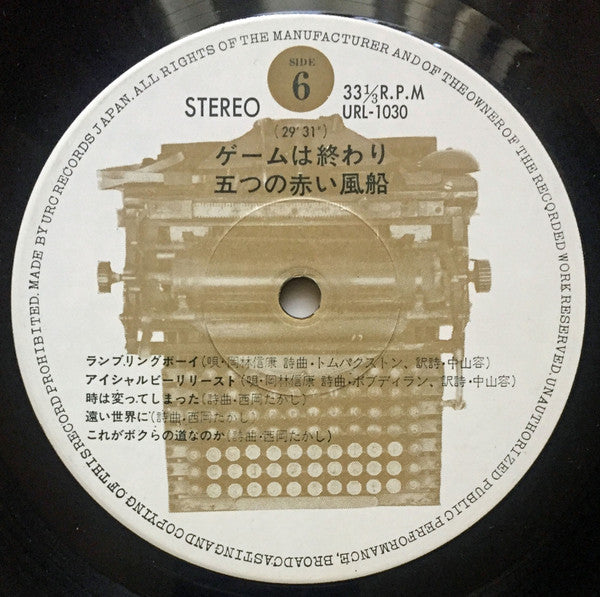 MADE BY URC RECORDS JAPAN. ALL RIGHTS OF THE MANUFACTURER AND OF THE OWNER OF THE RECORDED WORK RESERVED UNAUTHORIZED PUBLIC PERFORMANCE, BROADCASTING AND COPYING OF THIS RECORD PROHIBITED.
SIDE
6
STEREO
33⅓R.P.M
URL-1030
(29'31")
ゲームは終わり
五つの赤い風船
ランブリングボーイ(唄・岡林信康 詩曲・トムパクストン、訳詩・中山容)
アイシャルビーリリースト(唄・岡林信康 詩曲・ボブディラン、訳詩・中山容)
時は変ってしまった(詩曲・西岡たかし)
遠い世界に(詩曲・西岡たかし)
これがボクらの道なのか(詩曲・西岡たかし)